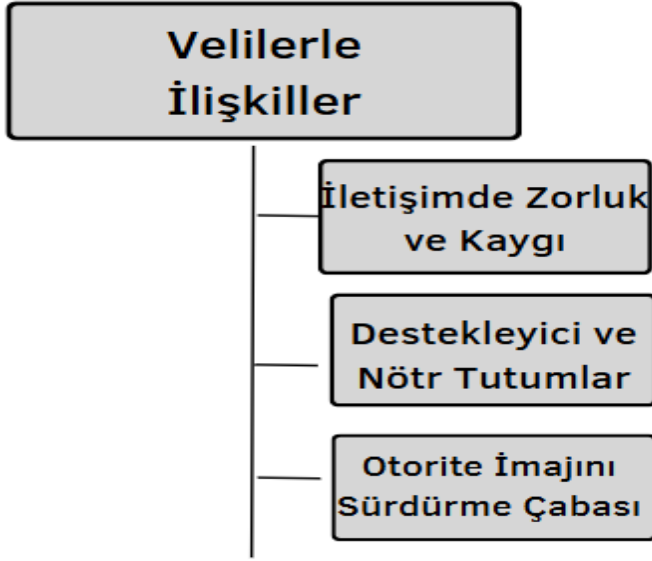 Velilerle
İlişkiller
İletişimde Zorluk
ve Kaygı
Destekleyici ve
Nötr Tutumlar
Otorite İmajını
Sürdürme Çabası